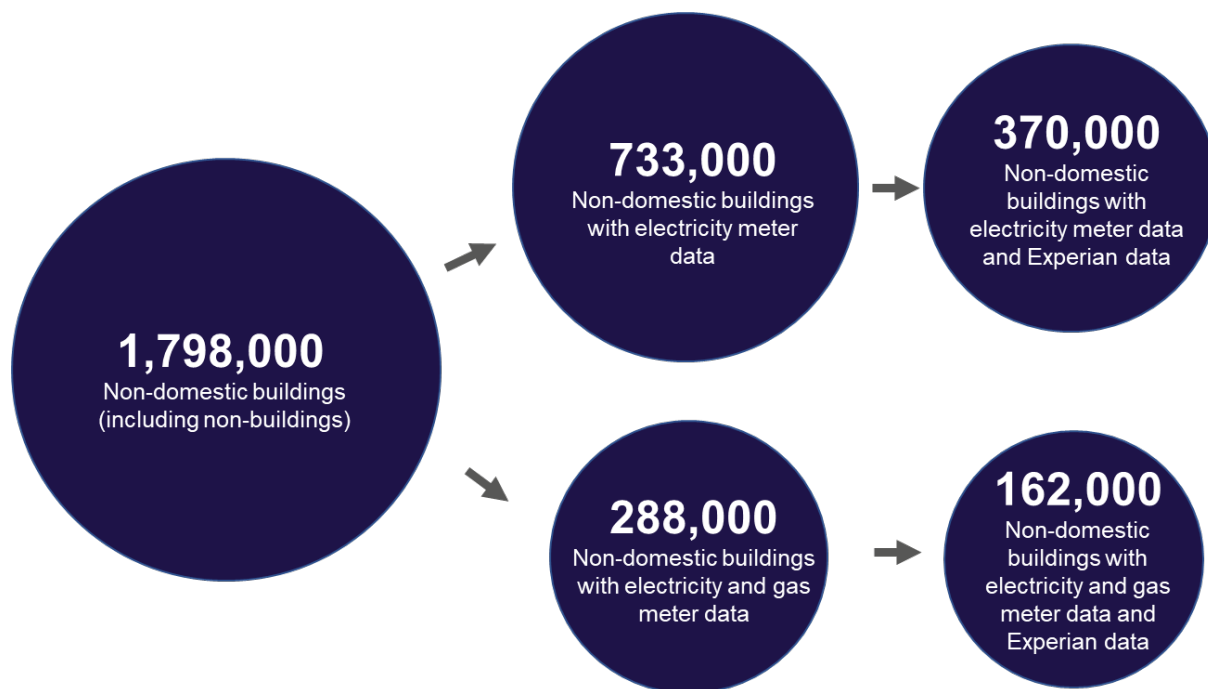 1,798,000
Non-domestic buildings
(including non-buildings)
733,000
Non-domestic buildings
with electricity meter
data
370,000
Non-domestic
buildings with
electricity meter data
and Experian data
288,000
Non-domestic buildings
with electricity and gas
meter data
162,000
Non-domestic
buildings with
electricity and gas
meter data and
Experian data